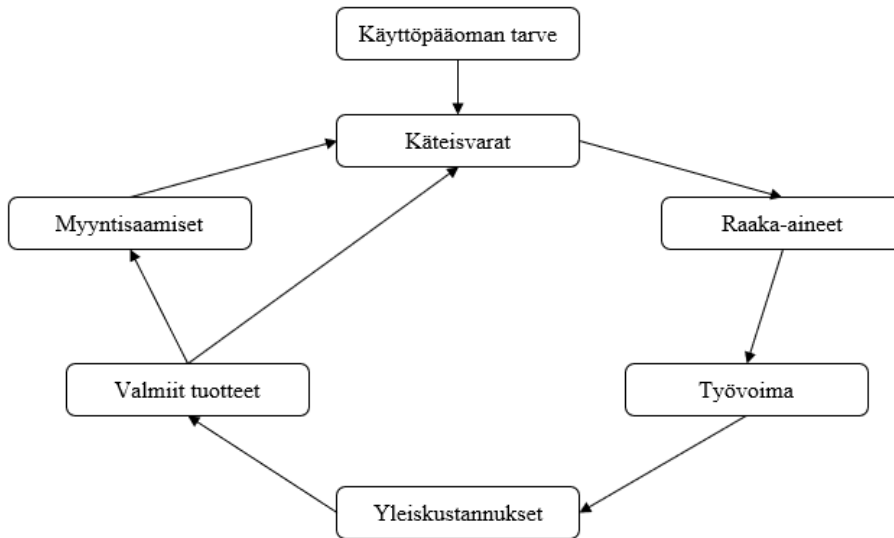 Käyttöpääoman tarve
Käteisvarat
Myyntisaamiset
Raaka-aineet
Valmiit tuotteet
Työvoima
Yleiskustannukset